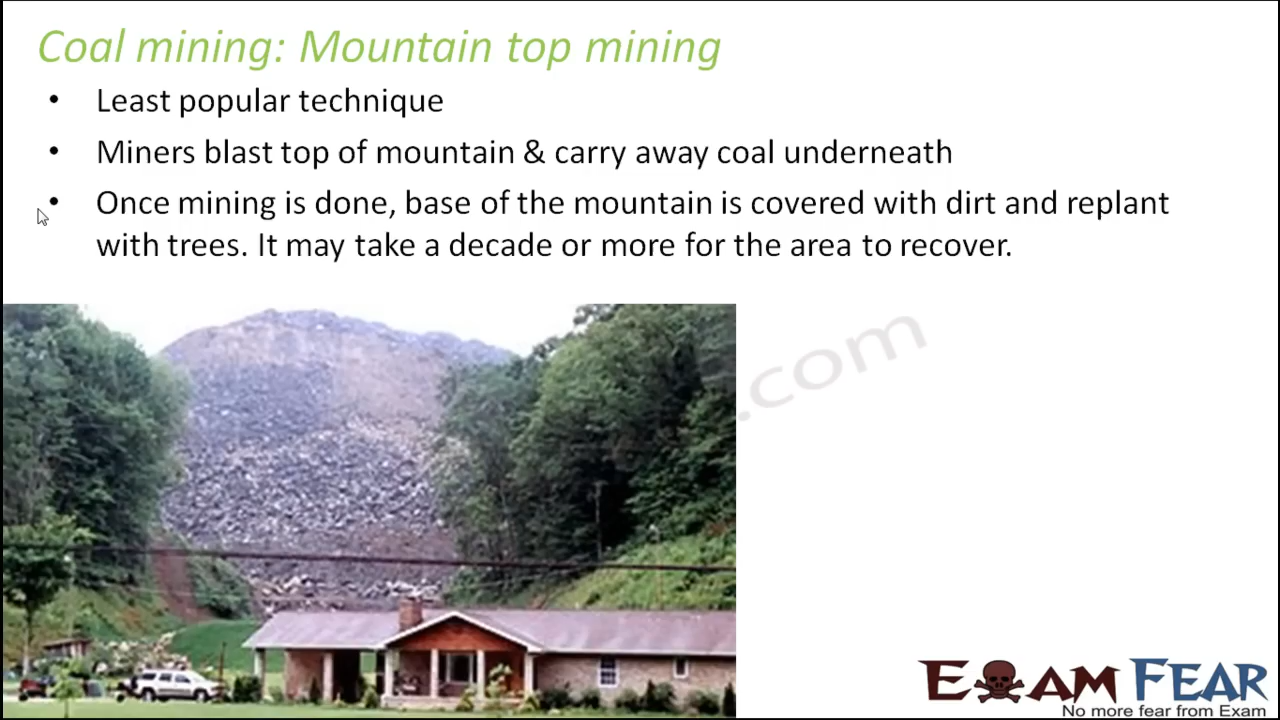 Coal mining: Mountain top mining
• Least popular technique
• Miners blast top of mountain & carry away coal underneath
• Once mining is done, base of the mountain is covered with dirt and replant
with trees. It may take a decade or more for the area to recover.
.com
EXAM FEAR
No more fear from Exam